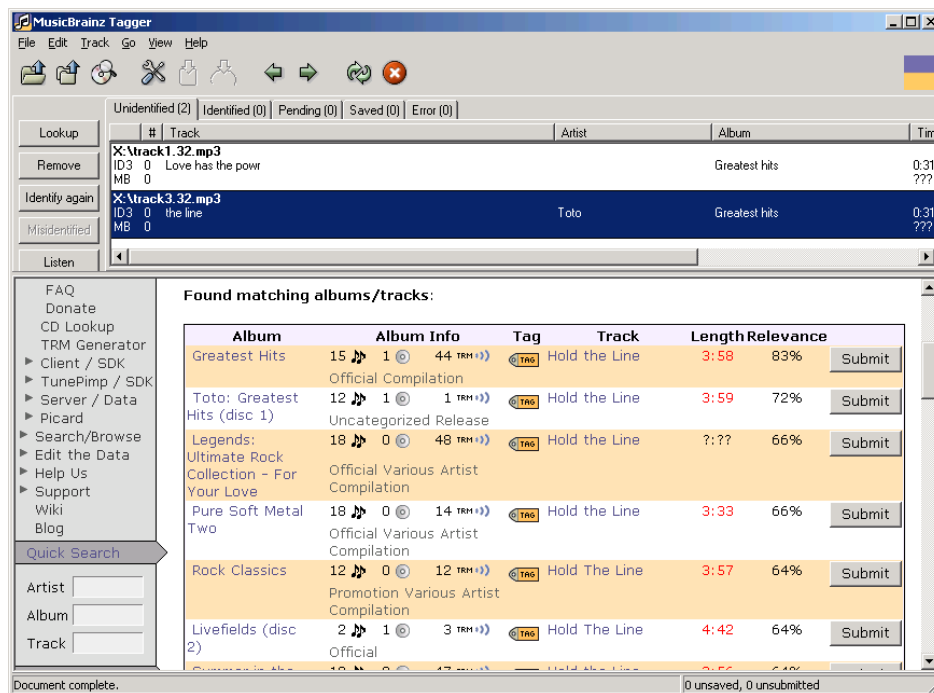 MusicBrainz Tagger
File Edit Track Go View Help
Unidentified (2) Identified (0) Pending (0) Saved (0) Error (0)
Lookup
Remove
Identify again
Misidentified
Listen
# Track Artist Album Tim
X:\track1.32.mp3
ID3 0 Love has the powr Greatest hits 0:31
MB 0 ???
X:\track3.32.mp3
ID3 0 the line Toto Greatest hits 0:31
MB 0 ???
FAQ
Donate
CD Lookup
TRM Generator
Client / SDK
TunePimp / SDK
Server / Data
Picard
Search/Browse
Edit the Data
Help Us
Support
Wiki
Blog
Quick Search
Artist
Album
Track
Found matching albums/tracks:
Album Album Info Tag Track Length Relevance
Greatest Hits 15 1 44 TRM TAG Hold the Line 3:58 83% Submit
Official Compilation
Toto: Greatest 12 1 1 TRM TAG Hold the Line 3:59 72% Submit
Hits (disc 1)
Uncategorized Release
Legends: 18 0 48 TRM TAG Hold the Line ?:?? 66% Submit
Ultimate Rock
Collection - For Official Various Artist
Your Love Compilation
Pure Soft Metal 18 0 14 TRM TAG Hold the Line 3:33 66% Submit
Two
Official Various Artist
Compilation
Rock Classics 12 0 12 TRM TAG Hold The Line 3:57 64% Submit
Promotion Various Artist
Compilation
Livefields (disc 2 1 3 TRM TAG Hold The Line 4:42 64% Submit
2)
Official
Document complete.
0 unsaved, 0 unsubmitted